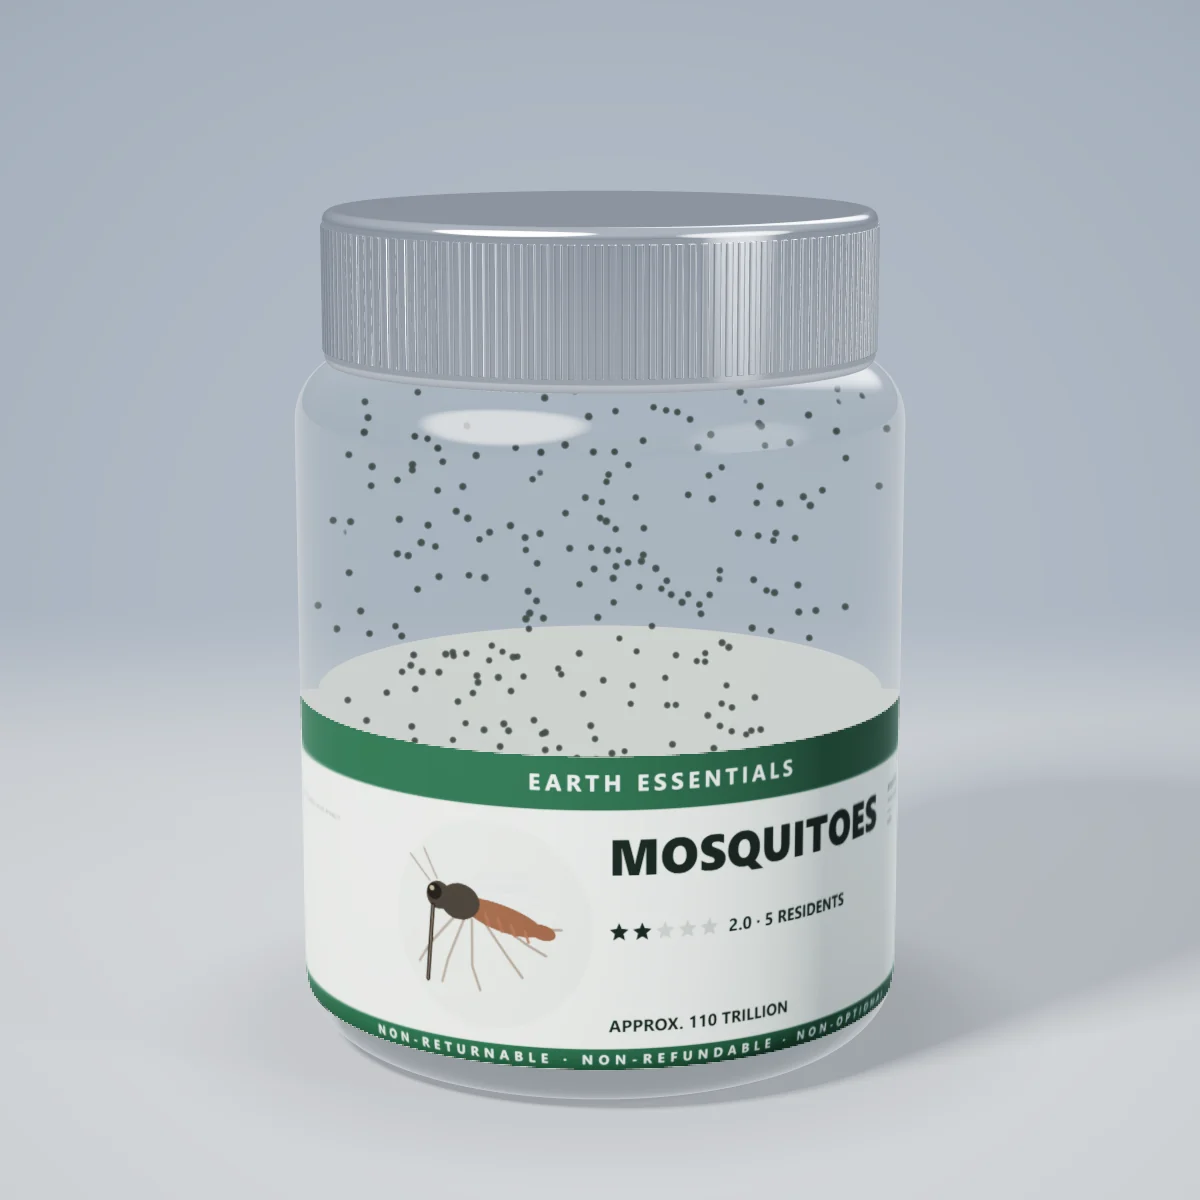 EARTH ESSENTIALS
MOSQUITOES
2.0 · 5 RESIDENTS
APPROX. 110 TRILLION
NON-RETURNABLE · NON-REFUNDABLE · NON-OPTIONAL